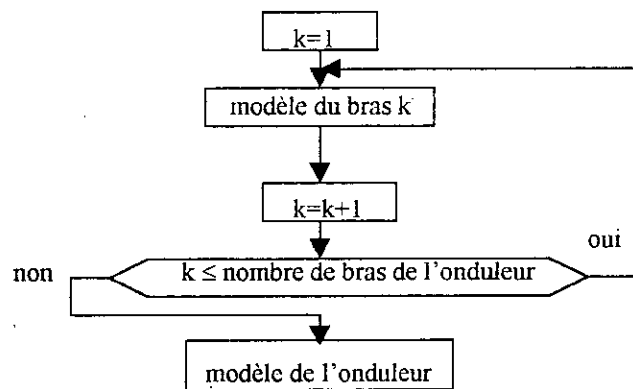 k=1
modèle du bras k
k=k+1
oui
non
k ≤ nombre de bras de l'onduleur
modèle de l'onduleur